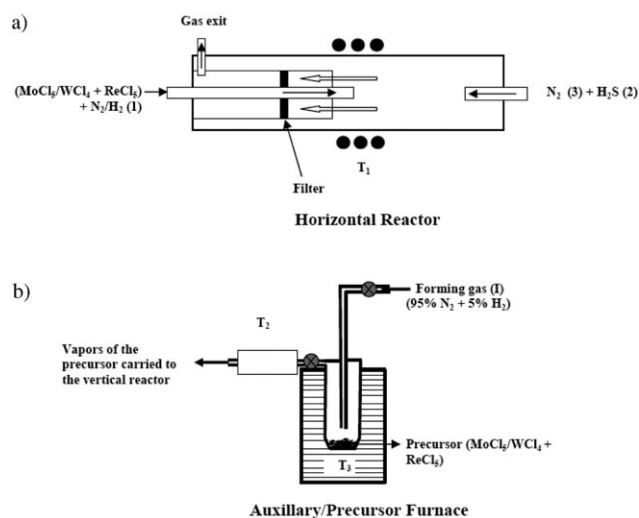 a)
Gas exit
(MoCl5/WCl4 + ReCl5)
+ N2/H2 (1)
N2 (3) + H2S (2)
T1
Filter
Horizontal Reactor
b)
Forming gas (I)
(95% N2 + 5% H2)
T2
Vapors of the
precursor carried to
the vertical reactor
Precursor (MoCl5/WCl4 +
ReCl5)
T3
Auxillary/Precursor Furnace